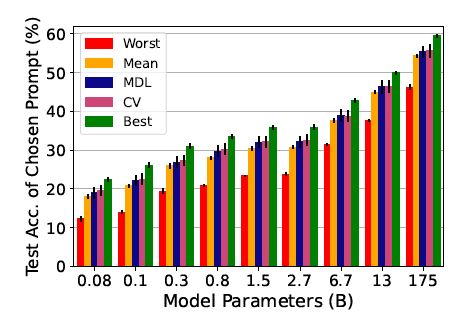 Test Acc. of Chosen Prompt (%)
60
50
40
30
20
10
0
Worst
Mean
MDL
CV
Best
0.08 0.1 0.3 0.8 1.5 2.7 6.7 13 175
Model Parameters (B)